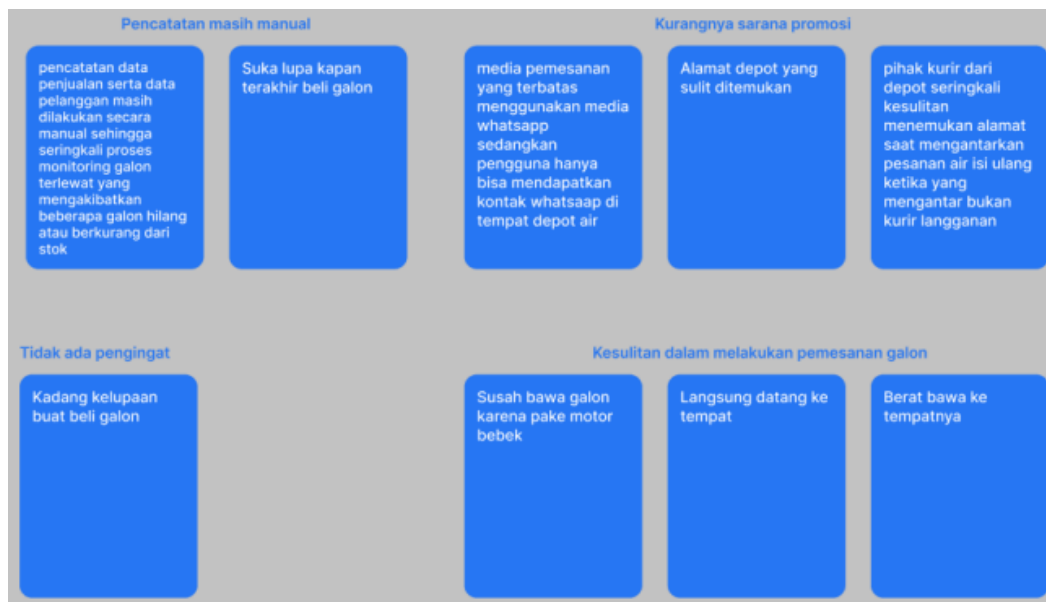 Pencatatan masih manual
pencatatan data
penjualan serta data
pelanggan masih
dilakukan secara
manual sehingga
seringkali proses
monitoring galon
terlewat yang
mengakibatkan
beberapa galon hilang
atau berkurang dari
stok
Suka lupa kapan
terakhir beli galon
Kurangnya sarana promosi
media pemesanan
yang terbatas
menggunakan media
whatsapp
sedangkan
pengguna hanya
bisa mendapatkan
kontak whatsaap di
tempat depot air
Alamat depot yang
sulit ditemukan
pihak kurir dari
depot seringkali
kesulitan
menemukan alamat
saat mengantarkan
pesanan air isi ulang
ketika yang
mengantar bukan
kurir langganan
Tidak ada pengingat
Kadang kelupaan
buat beli galon
Kesulitan dalam melakukan pemesanan galon
Susah bawa galon
karena pake motor
bebek
Langsung datang ke
tempat
Berat bawa ke
tempatnya